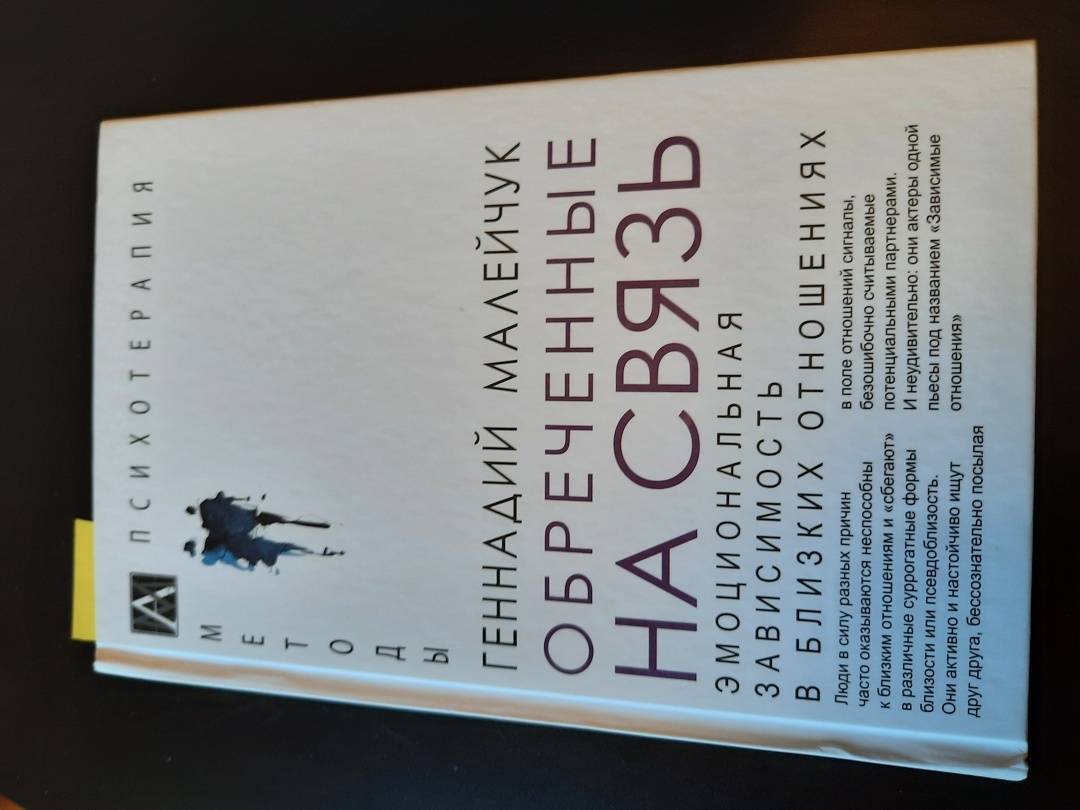 ПСИХОТЕРАПИЯ
МЕТОДЫ
ГЕННАДИЙ МАЛЕЙЧУК
ОБРЕЧЕННЫЕ
НА СВЯЗЬ
ЭМОЦИОНАЛЬНАЯ
ЗАВИСИМОСТЬ
В БЛИЗКИХ ОТНОШЕНИЯХ
Люди в силу разных причин
часто оказываются неспособны
к близким отношениям и «сбегают»
в различные суррогатные формы
близости или псевдоблизость.
Они активно и настойчиво ищут
друг друга, бессознательно посылая
в поле отношений сигналы,
безошибочно считываемые
потенциальными партнерами.
И неудивительно: они актеры одной
пьесы под названием «Зависимые
отношения»